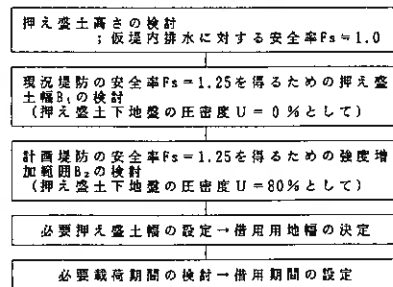 押え盛土高さの検討
；仮堤内排水に対する安全率Fs≒1.0
現況堤防の安全率Fs＝1.25を得るための押え盛
土幅B₁の検討
（押え盛土下地盤の圧密度U＝0％として）
計画堤防の安全率Fs＝1.25を得るための強度増
加範囲B₂の検討
（押え盛土下地盤の圧密度U＝80％として）
必要押え盛土幅の設定→借用用地幅の決定
必要載荷期間の検討→借用期間の設定